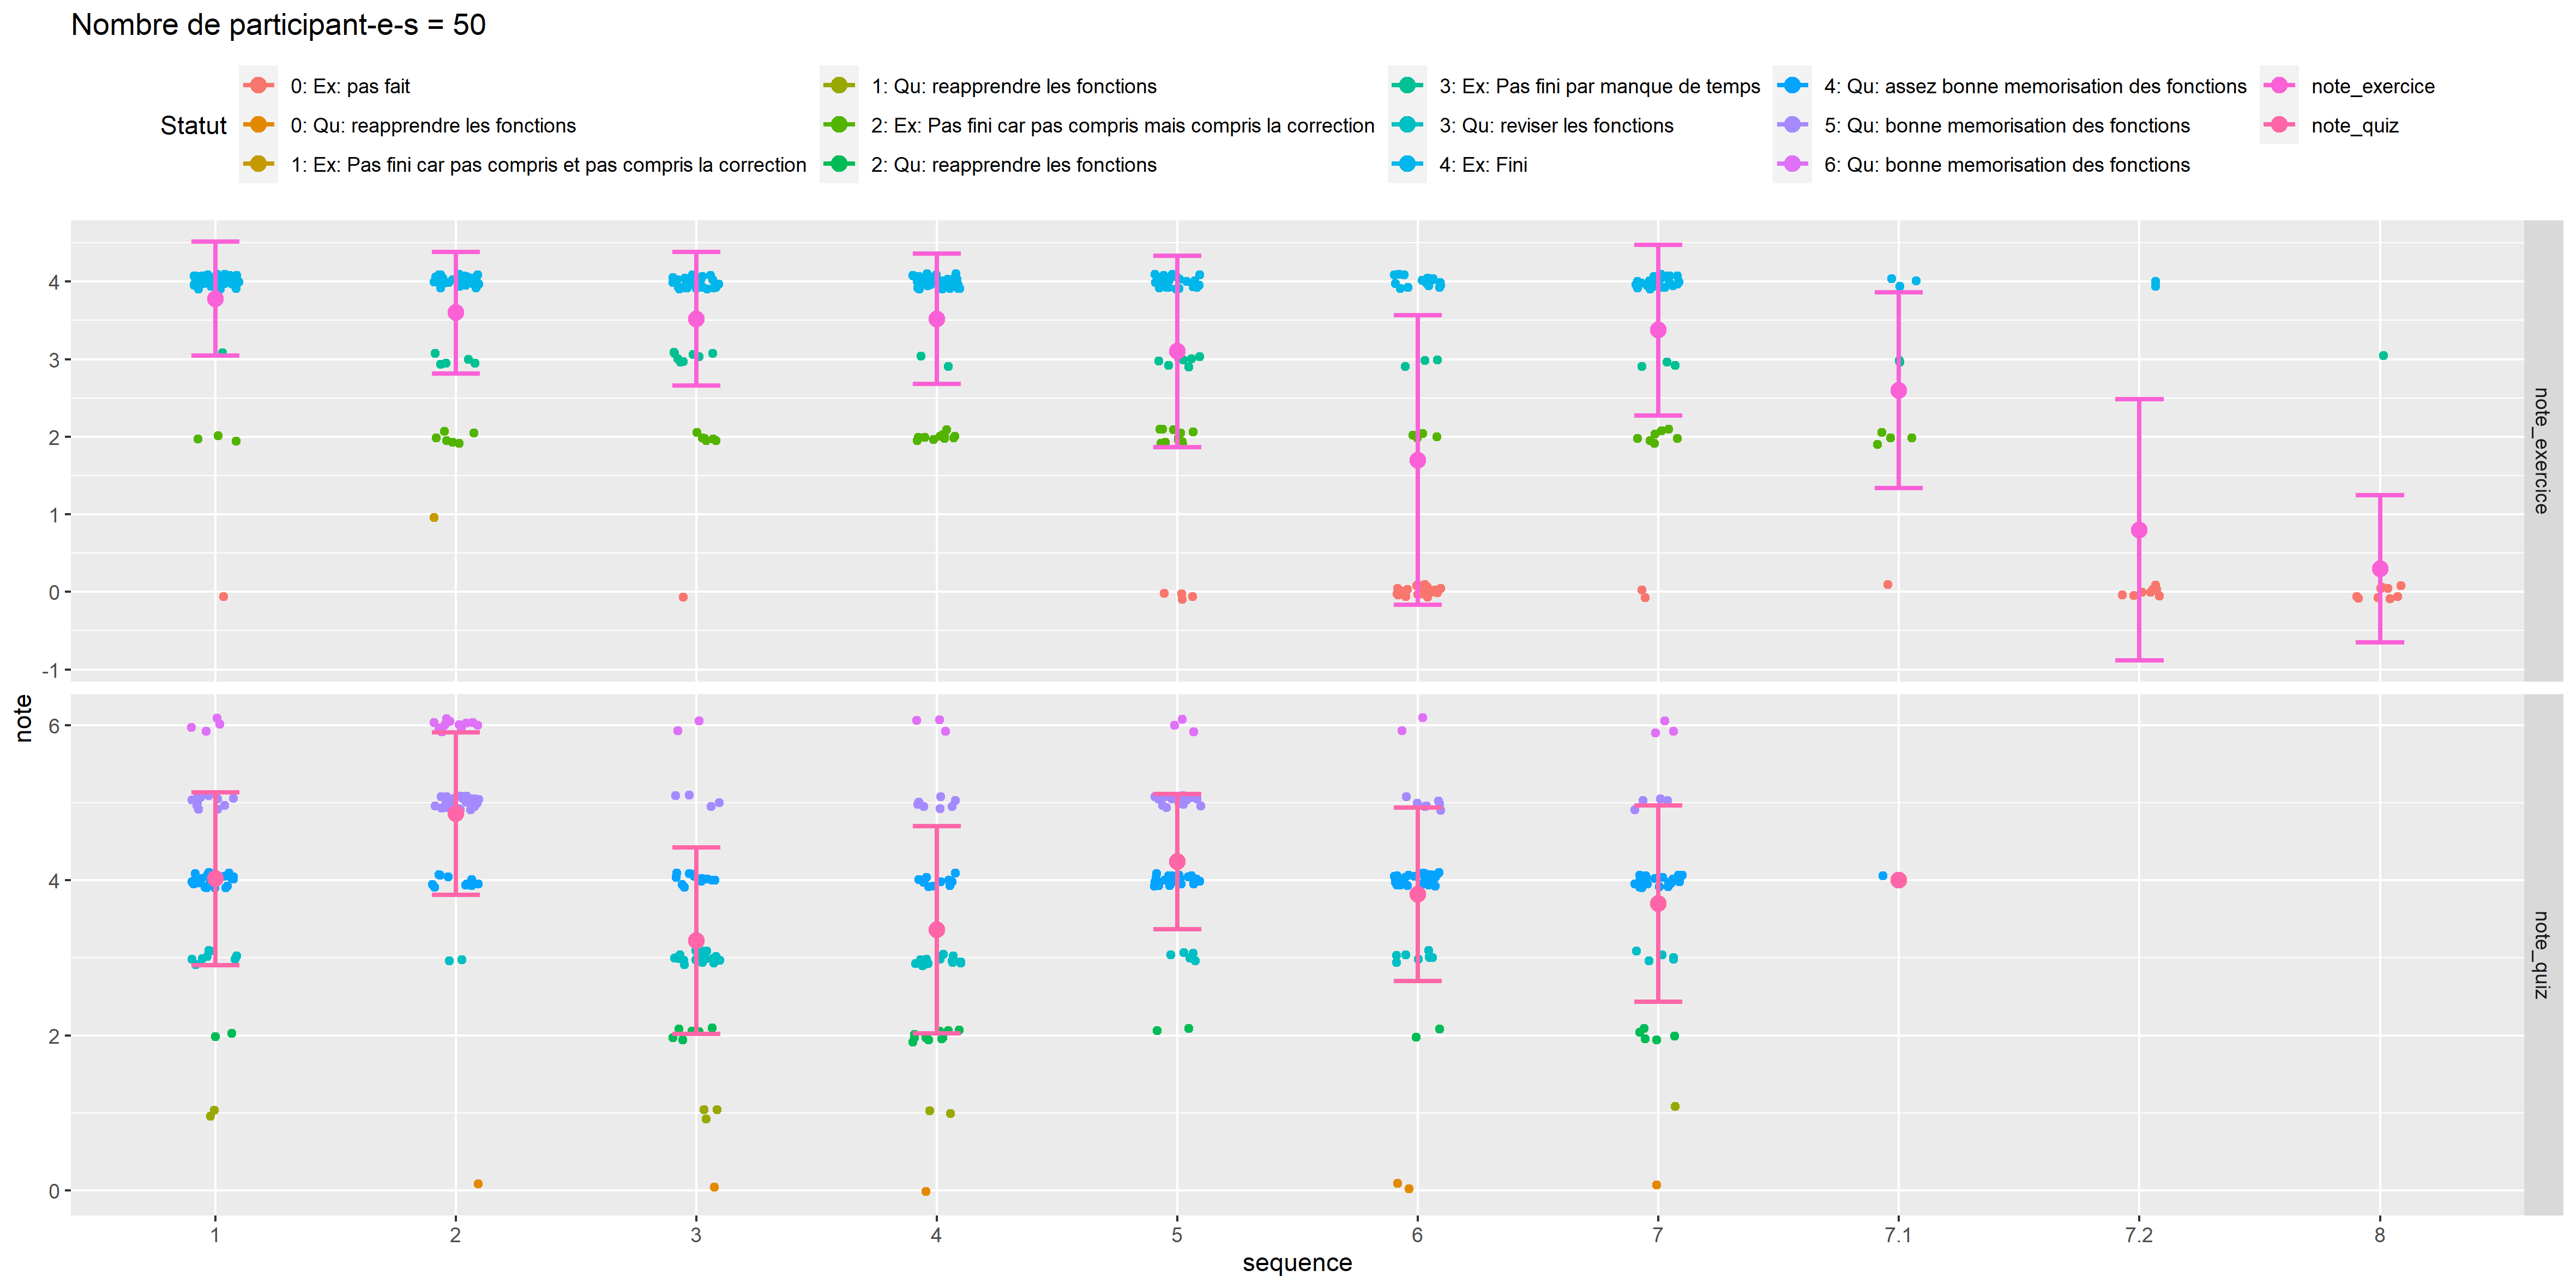 Nombre de participant-e-s = 50
Statut
0: Ex: pas fait
0: Qu: reapprendre les fonctions
1: Ex: Pas fini car pas compris et pas compris la correction
1: Qu: reapprendre les fonctions
2: Ex: Pas fini car pas compris mais compris la correction
2: Qu: reapprendre les fonctions
3: Ex: Pas fini par manque de temps
3: Qu: reviser les fonctions
4: Ex: Fini
4: Qu: assez bonne memorisation des fonctions
5: Qu: bonne memorisation des fonctions
6: Qu: bonne memorisation des fonctions
note_exercice
note_quiz
4
3
2
1
0
-1
note_exercice
note
6
4
2
0
note_quiz
1 2 3 4 5 6 7 7.1 7.2 8
sequence